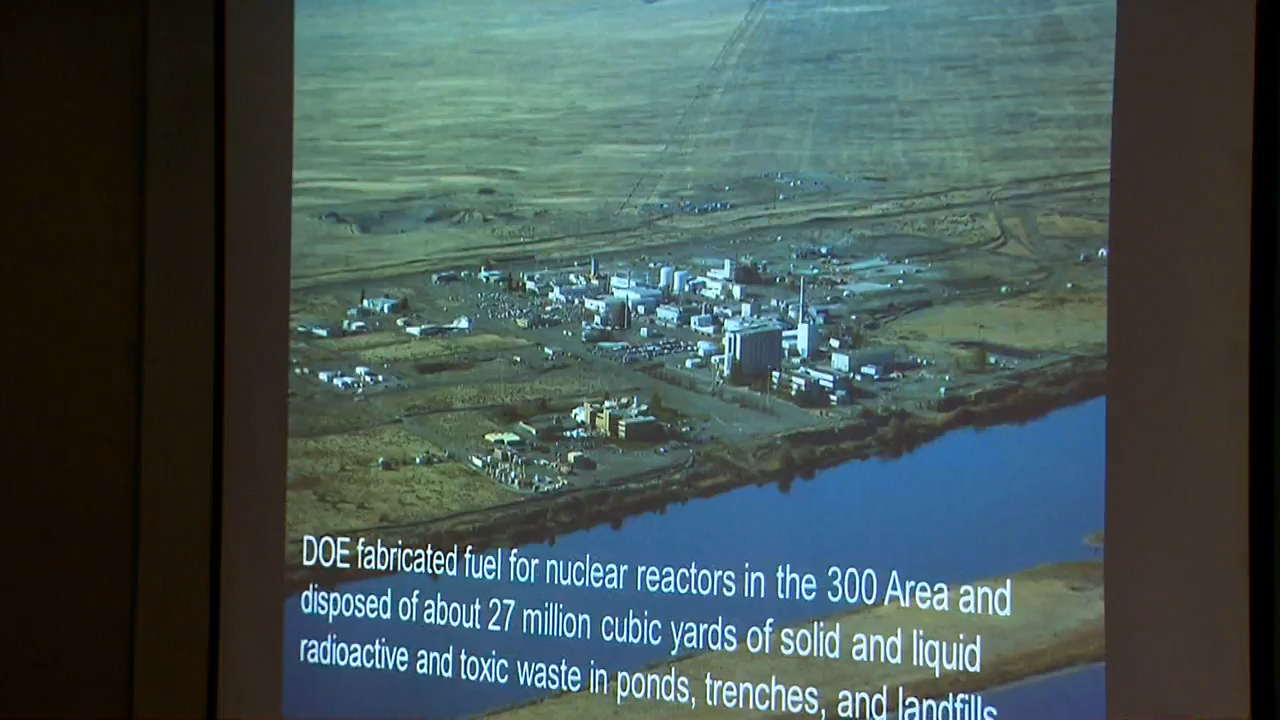 DOE fabricated fuel for nuclear reactors in the 300 Area and
disposed of about 27 million cubic yards of solid and liquid
radioactive and toxic waste in ponds, trenches, and landfills